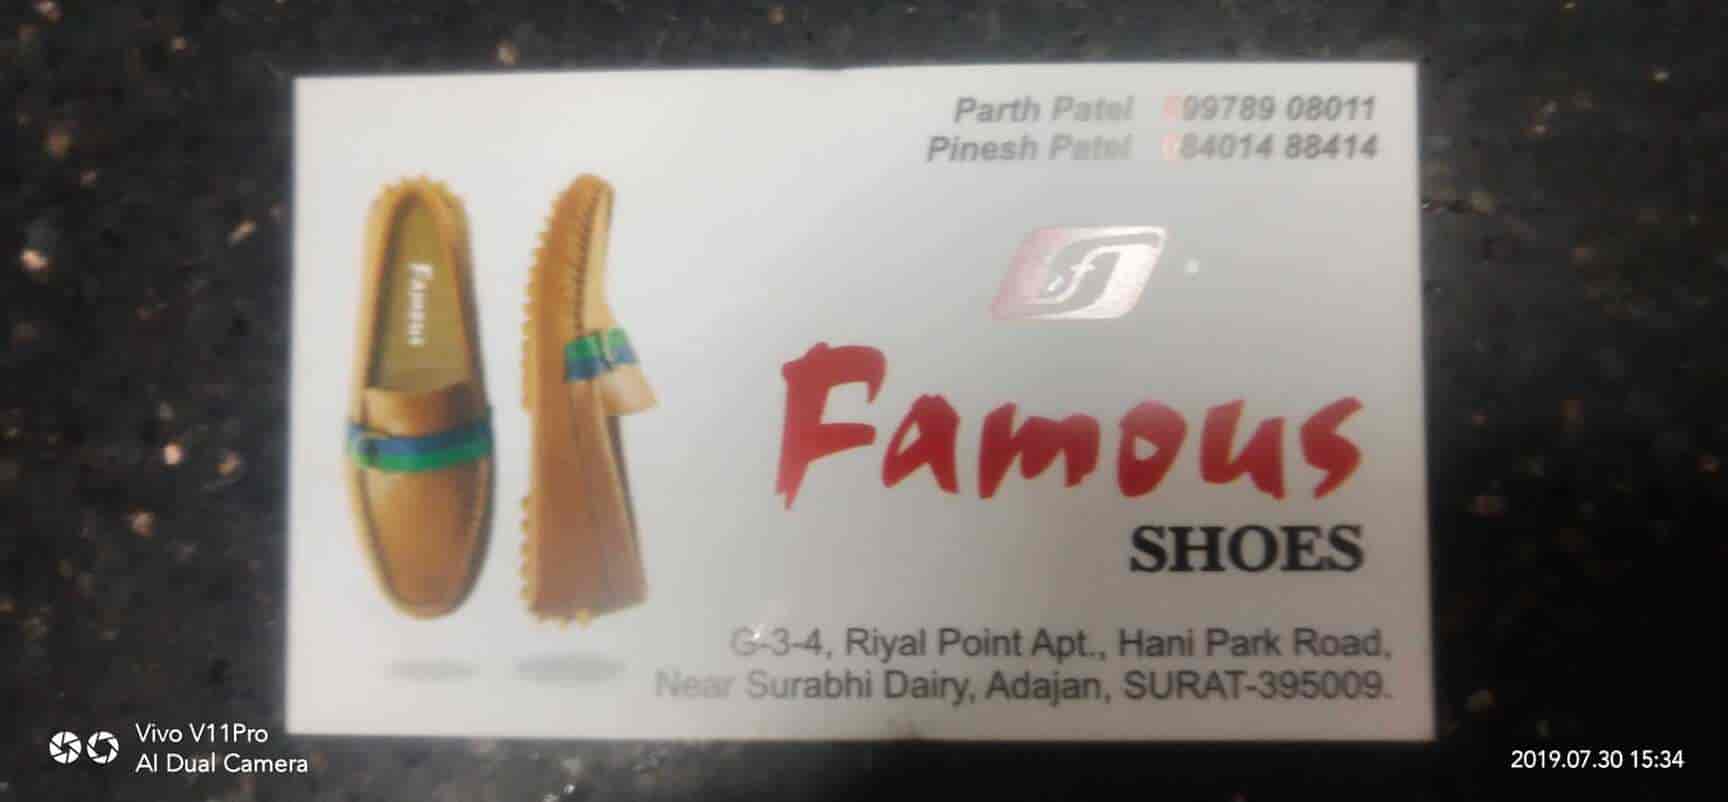 Parth Patel 99789 08011
Pinesh Patel 84014 88414
f
Famous
Famous
SHOES
G-3-4, Riyal Point Apt., Hani Park Road,
Near Surabhi Dairy, Adajan, SURAT-395009.
Vivo V11Pro
AI Dual Camera
2019.07.30 15:34